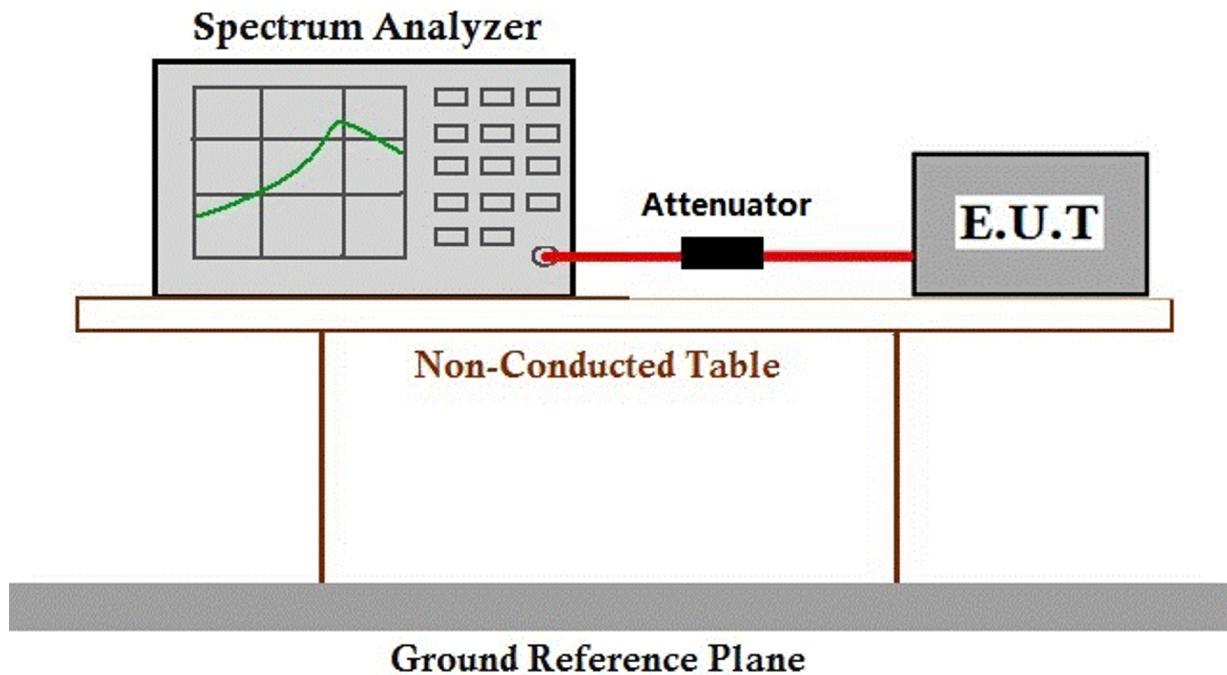 Spectrum Analyzer
Attenuator
E.U.T
Non-Conducted Table
Ground Reference Plane